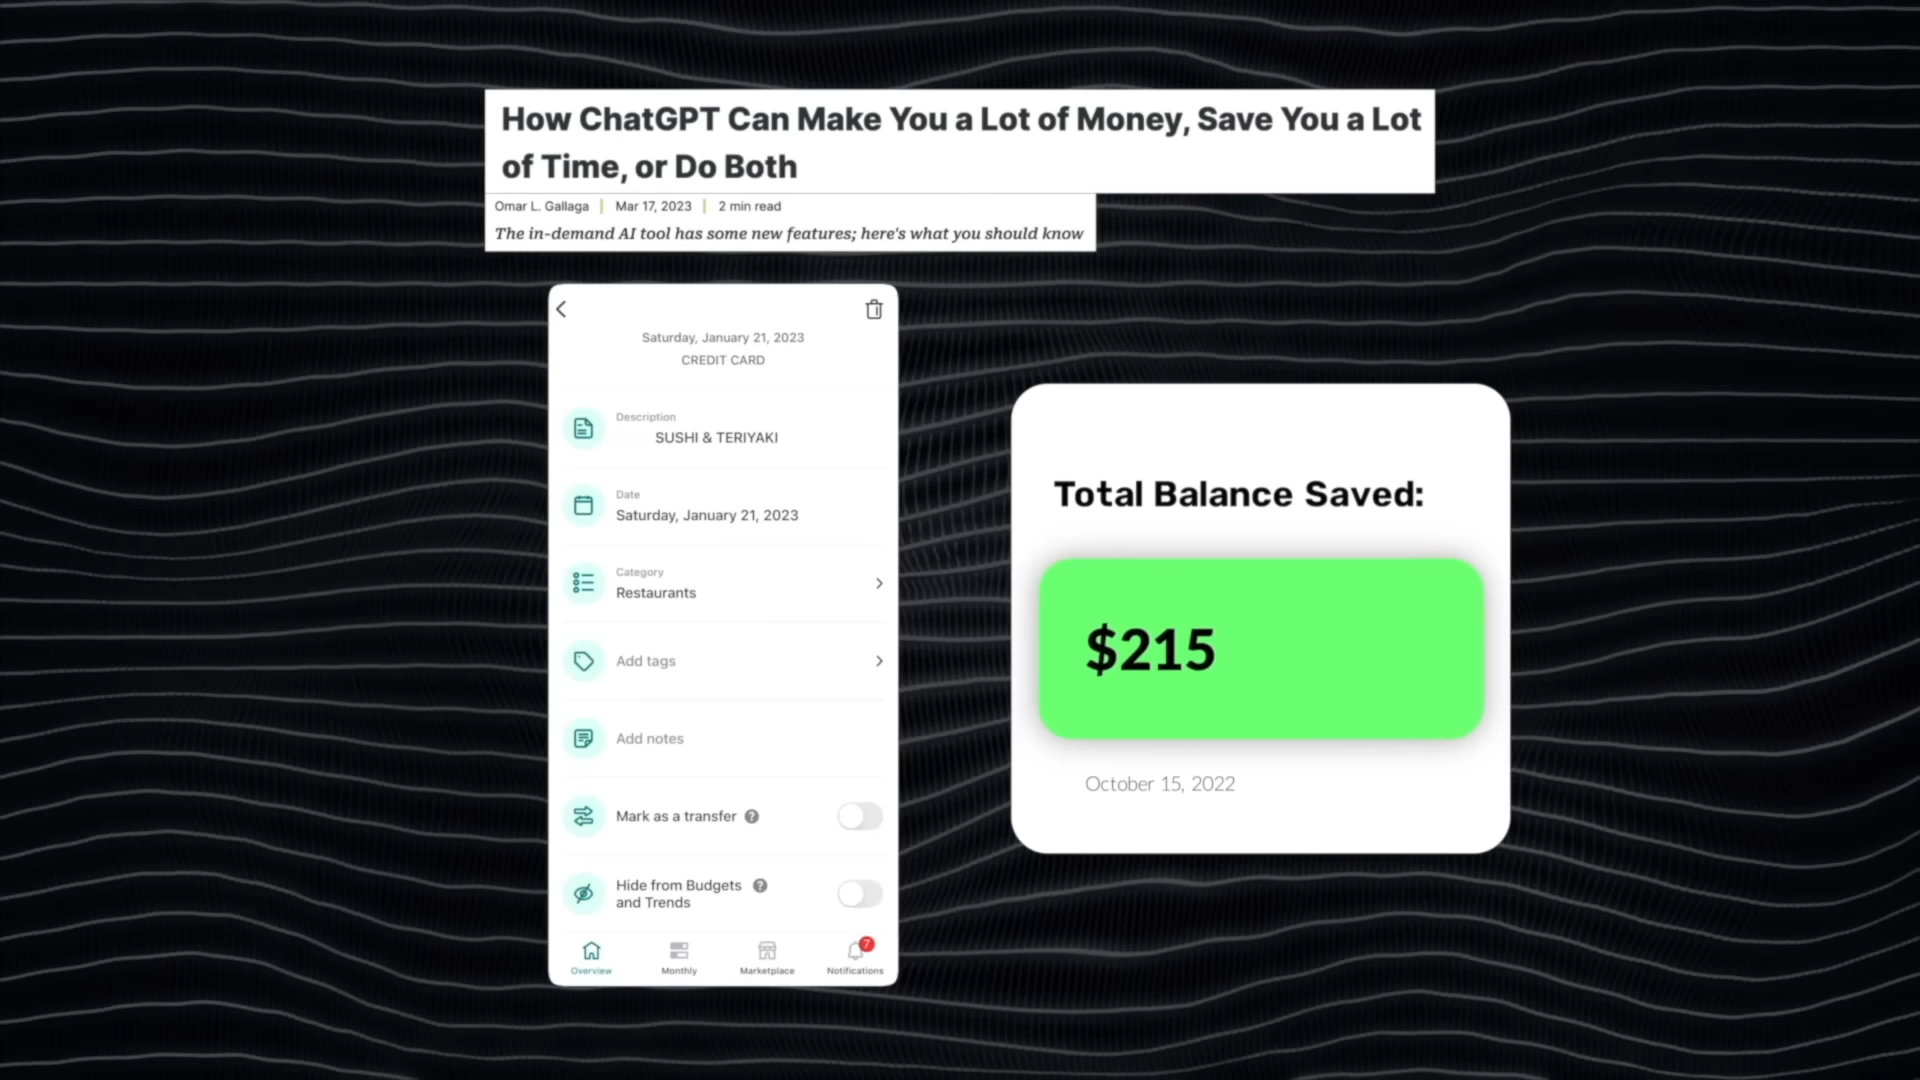 How ChatGPT Can Make You a Lot of Money, Save You a Lot
of Time, or Do Both
Omar L. Gallaga | Mar 17, 2023 | 2 min read
The in-demand AI tool has some new features; here's what you should know
Saturday, January 21, 2023
CREDIT CARD
Description
SUSHI & TERIYAKI
Date
Saturday, January 21, 2023
Category
Restaurants
Add tags
Add notes
Mark as a transfer ?
Hide from Budgets ?
and Trends
7
Overview Monthly Marketplace Notifications
Total Balance Saved:
$215
October 15, 2022